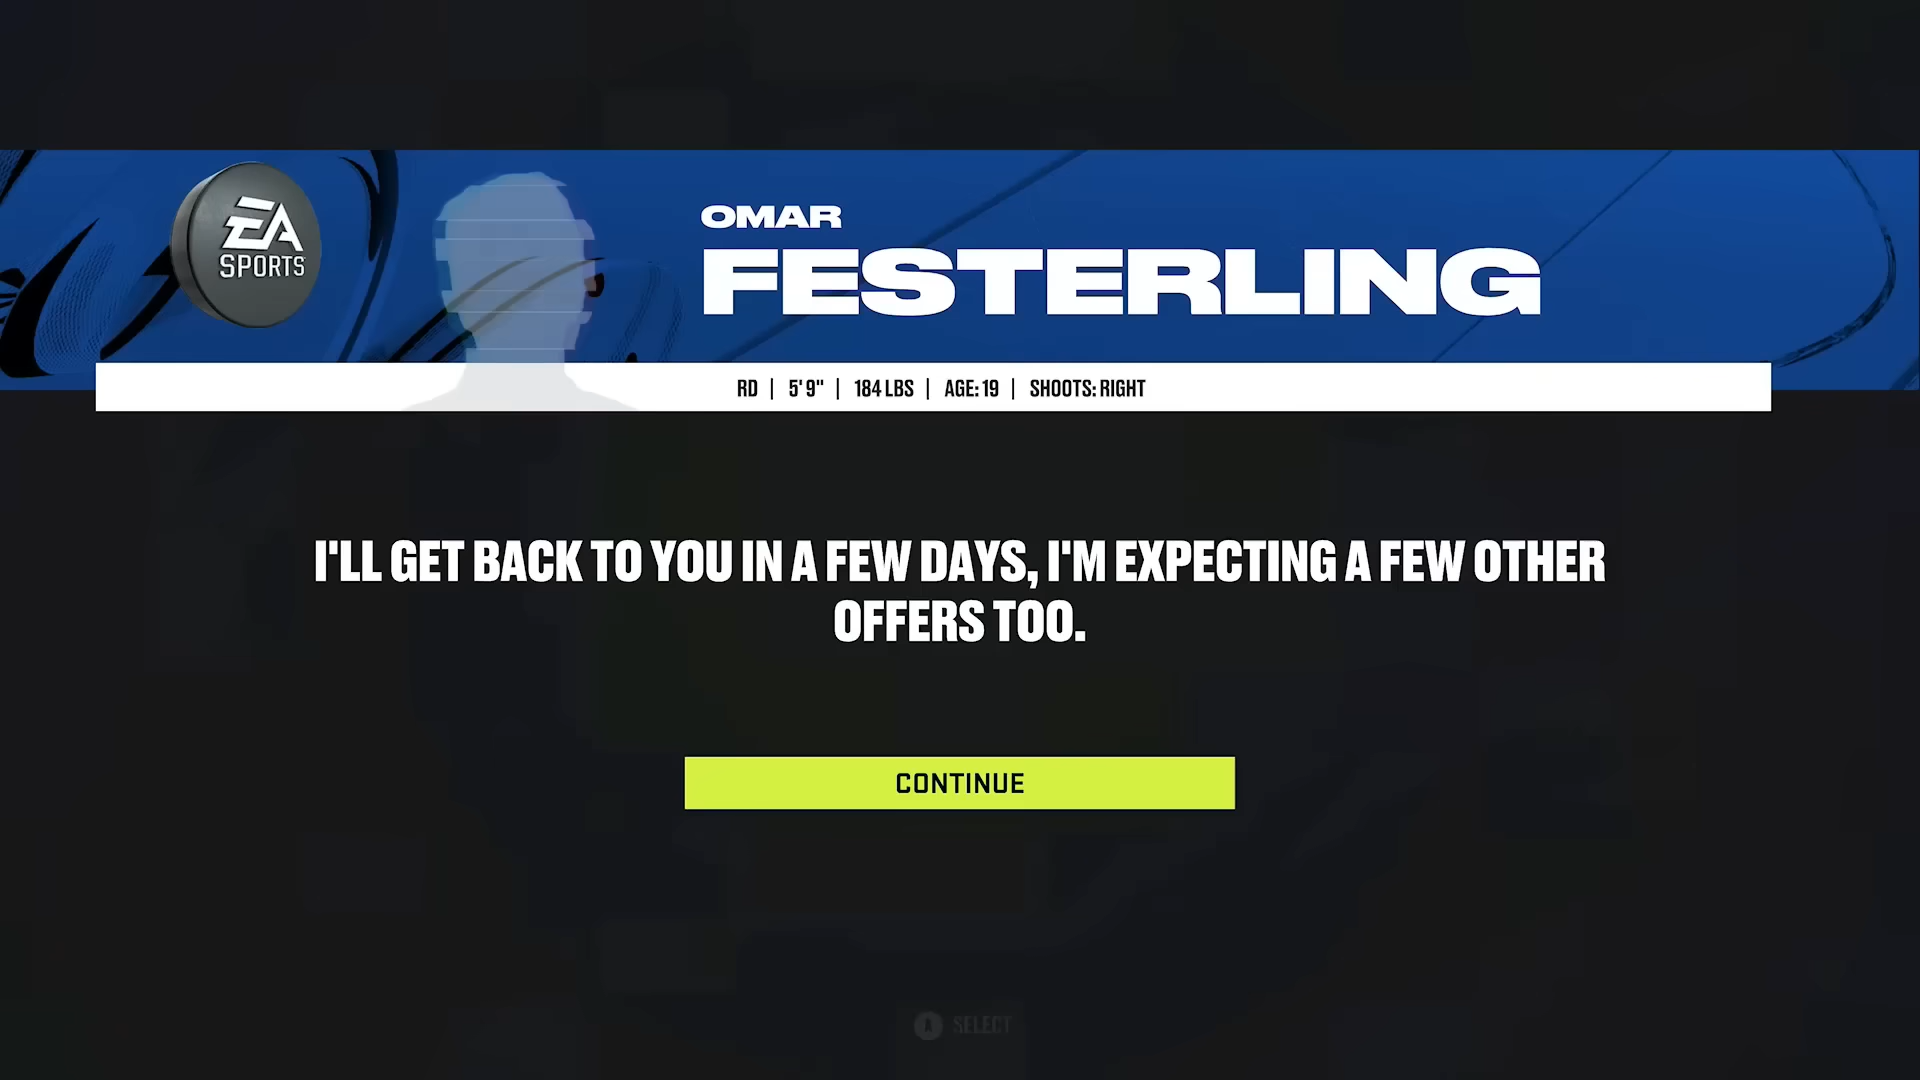 EA
SPORTS
OMAR
FESTERLING
RD | 5'9" | 184 LBS | AGE: 19 | SHOOTS: RIGHT
I'LL GET BACK TO YOU IN A FEW DAYS, I'M EXPECTING A FEW OTHER
OFFERS TOO.
CONTINUE
A SELECT